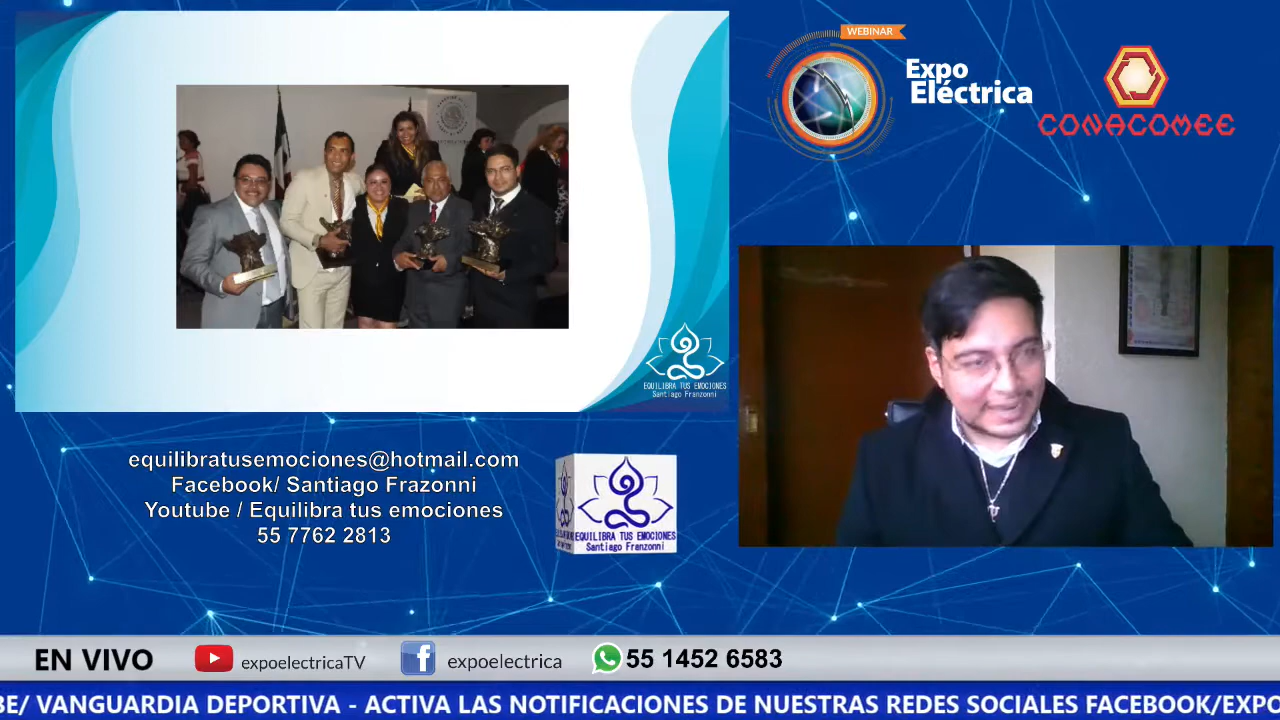 WEBINAR
Expo
Eléctrica
CONACOMEE
EQUILIBRA TUS EMOCIONES
Santiago Franzonni
equilibratusemociones@hotmail.com
Facebook/ Santiago Frazonni
Youtube / Equilibra tus emociones
55 7762 2813
EQUILIBRA TUS EMOCIONES
Santiago Franzonni
EN VIVO
expoelectricaTV
expoelectrica
55 1452 6583
BE/ VANGUARDIA DEPORTIVA - ACTIVA LAS NOTIFICACIONES DE NUESTRAS REDES SOCIALES FACEBOOK/EXPO